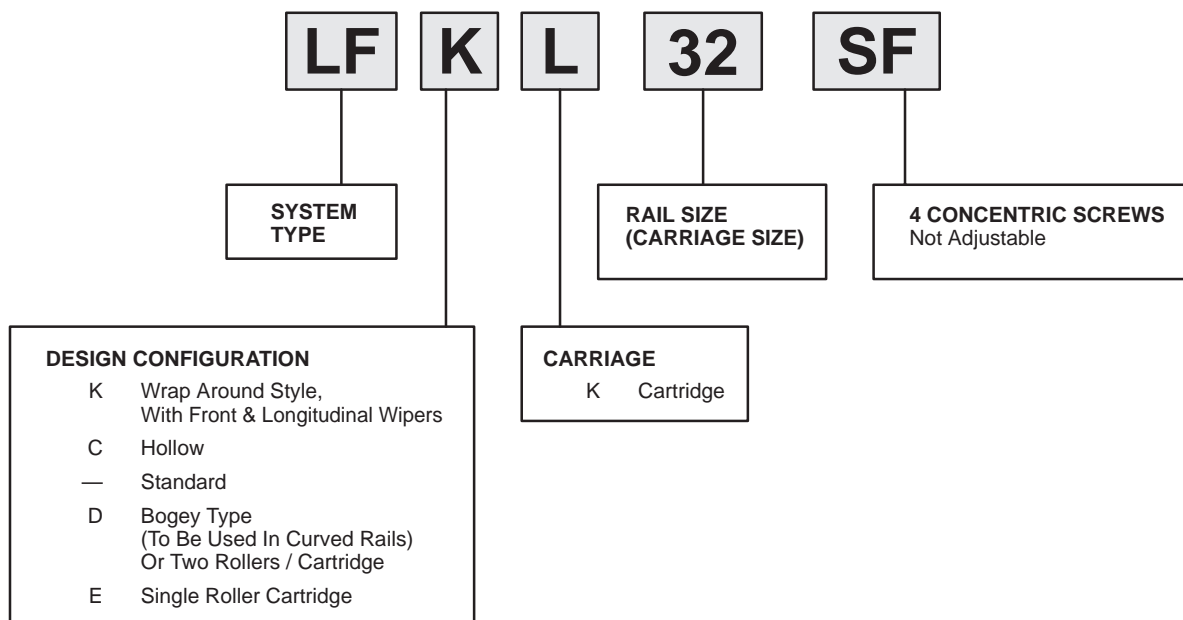 LF K L 32 SF
SYSTEM
TYPE
RAIL SIZE
(CARRIAGE SIZE)
4 CONCENTRIC SCREWS
Not Adjustable
DESIGN CONFIGURATION
K Wrap Around Style,
With Front & Longitudinal Wipers
C Hollow
— Standard
D Bogey Type
(To Be Used In Curved Rails)
Or Two Rollers / Cartridge
E Single Roller Cartridge
CARRIAGE
K Cartridge